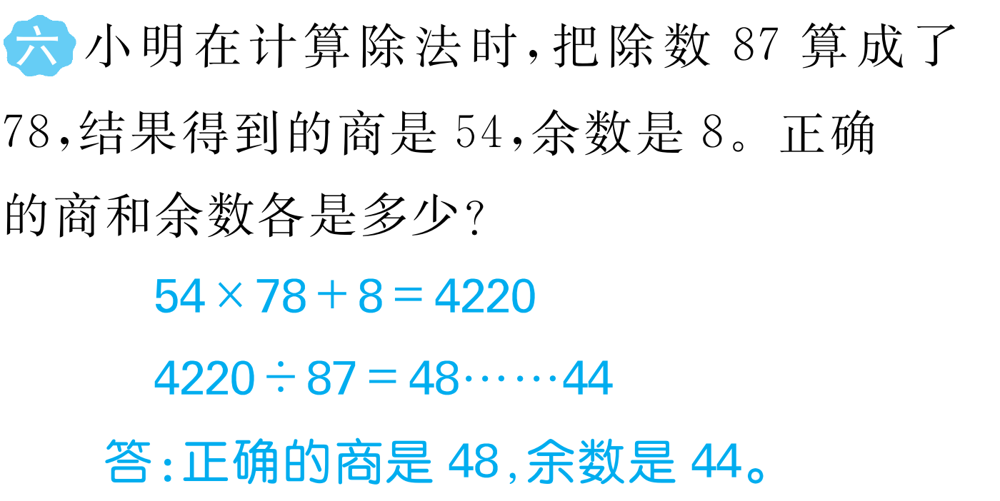 六 小明在计算除法时,把除数 87 算成了
78,结果得到的商是 54,余数是 8。正确
的商和余数各是多少?
54×78+8=4220
4220÷87=48……44
答:正确的商是 48,余数是 44。